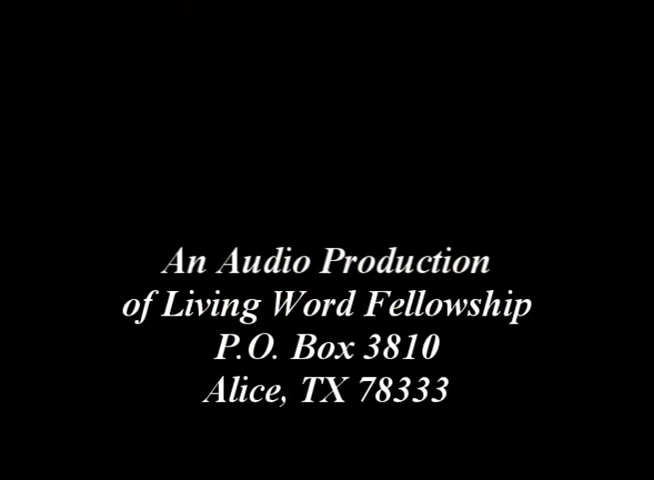 An Audio Production
of Living Word Fellowship
P.O. Box 3810
Alice, TX 78333